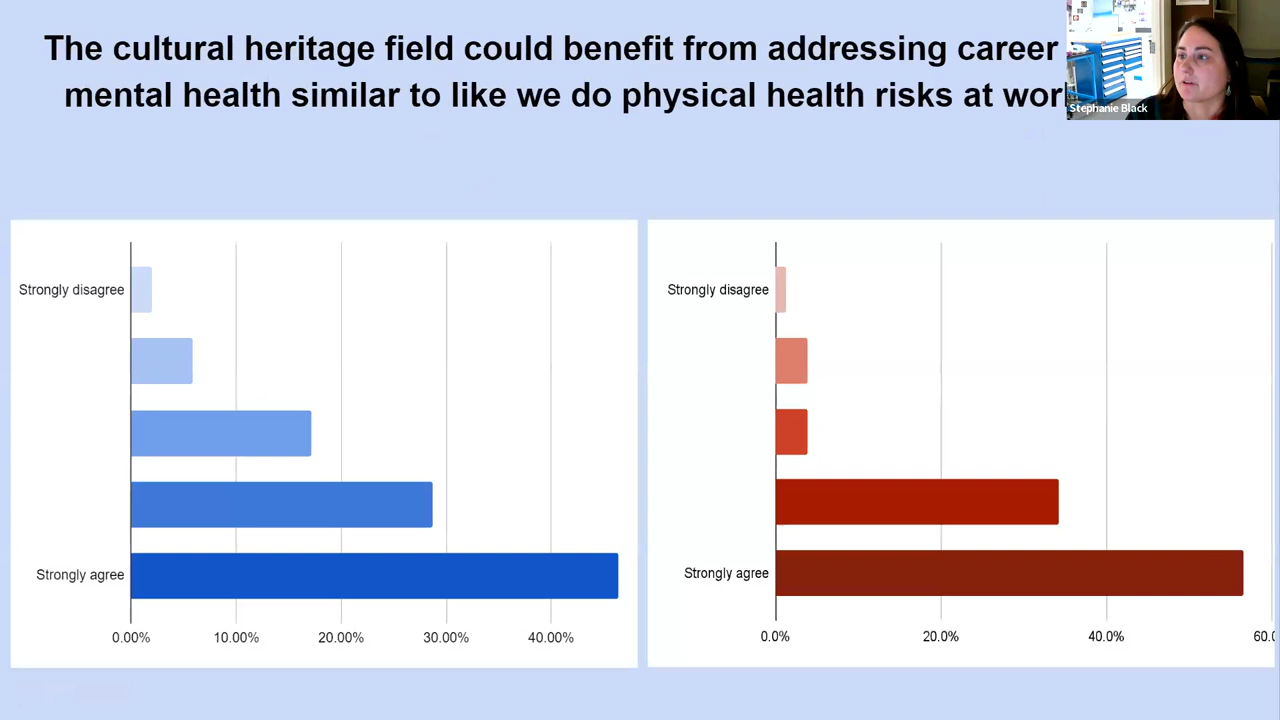 The cultural heritage field could benefit from addressing career
mental health similar to like we do physical health risks at wor
Stephanie Black
Strongly disagree
Strongly agree
0.00% 10.00% 20.00% 30.00% 40.00%
Strongly disagree
Strongly agree
0.0% 20.0% 40.0% 60.0